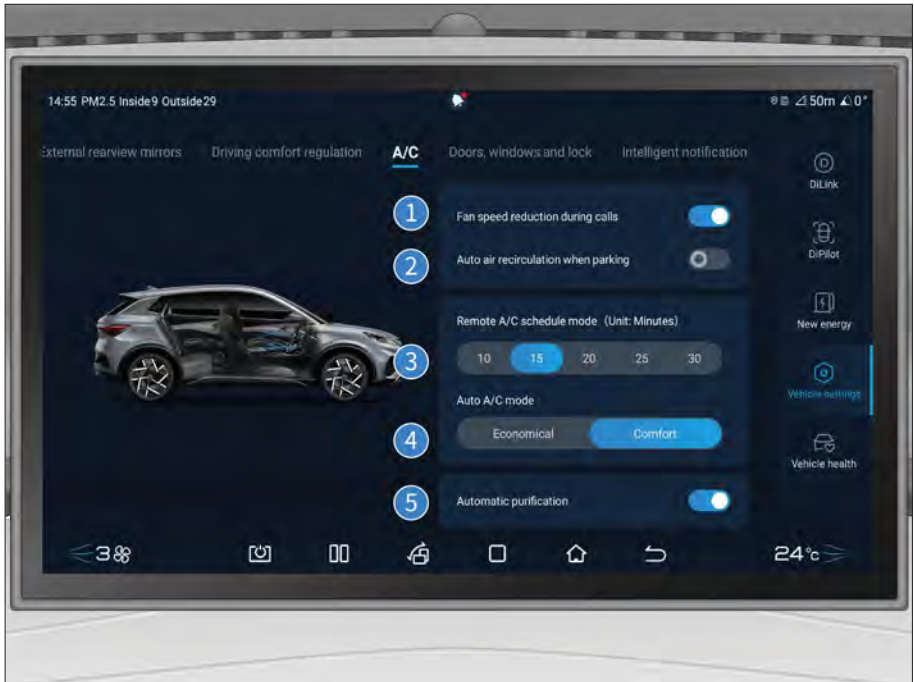 14:55 PM2.5 Inside9 Outside29
50m 0°
External rearview mirrors Driving comfort regulation A/C Doors, windows and lock Intelligent notification
DiLink
1 Fan speed reduction during calls
2 Auto air recirculation when parking
DiPilot
Remote A/C schedule mode (Unit: Minutes)
New energy
3 10 15 20 25 30
Auto A/C mode
Vehicle settings
4 Economical Comfort
Vehicle health
5 Automatic purification
3 24°c